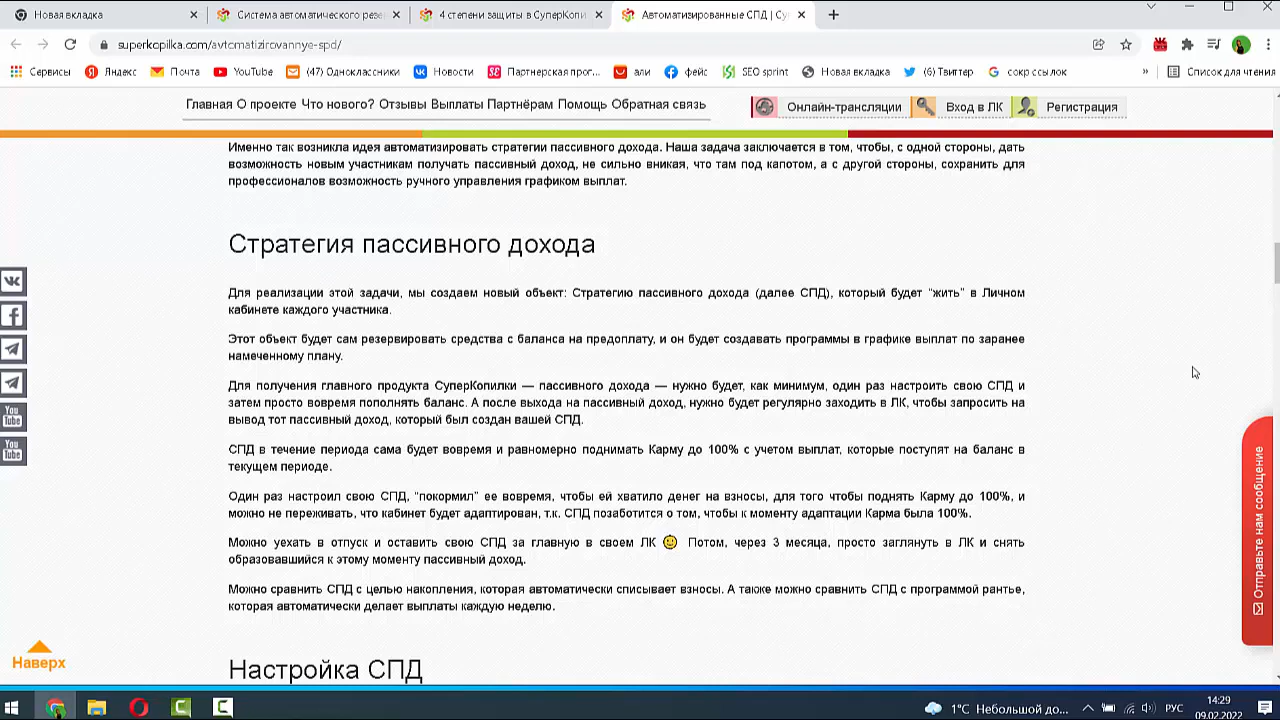 Новая вкладка
Система автоматического резе
4 степени защиты в СуперКопи
Автоматизированные СПД | Су
superkopilka.com/avtomatizirovannye-spd/
Сервисы Яндекс Почта YouTube (47) Одноклассники Новости Партнерская прог... али фейс SEO sprint Новая вкладка (6) Твиттер сокр ссылок » Список для чтения
Главная О проекте Что нового? Отзывы Выплаты Партнёрам Помощь Обратная связь
Онлайн-трансляции Вход в ЛК Регистрация
Именно так возникла идея автоматизировать стратегии пассивного дохода. Наша задача заключается в том, чтобы, с одной стороны, дать
возможность новым участникам получать пассивный доход, не сильно вникая, что там под капотом, а с другой стороны, сохранить для
профессионалов возможность ручного управления графиком выплат.
Стратегия пассивного дохода
Для реализации этой задачи, мы создаем новый объект: Стратегию пассивного дохода (далее СПД), который будет “жить” в Личном
кабинете каждого участника.
Этот объект будет сам резервировать средства с баланса на предоплату, и он будет создавать программы в графике выплат по заранее
намеченному плану.
Для получения главного продукта СуперКопилки — пассивного дохода — нужно будет, как минимум, один раз настроить свою СПД и
затем просто вовремя пополнять баланс. А после выхода на пассивный доход, нужно будет регулярно заходить в ЛК, чтобы запросить на
вывод тот пассивный доход, который был создан вашей СПД.
СПД в течение периода сама будет вовремя и равномерно поднимать Карму до 100% с учетом выплат, которые поступят на баланс в
текущем периоде.
Один раз настроил свою СПД, “покормил” ее вовремя, чтобы ей хватило денег на взносы, для того чтобы поднять Карму до 100%, и
можно не переживать, что кабинет будет адаптирован, т.к. СПД позаботится о том, чтобы к моменту адаптации Карма была 100%.
Можно уехать в отпуск и оставить свою СПД за главную в своем ЛК 🙂 Потом, через 3 месяца, просто заглянуть в ЛК и снять
образовавшийся к этому моменту пассивный доход.
Можно сравнить СПД с целью накопления, которая автоматически списывает взносы. А также можно сравнить СПД с программой рантье,
которая автоматически делает выплаты каждую неделю.
Настройка СПД
You
Tube
You
Tube
Наверх
Отправьте нам сообщение
1°C Небольшой до... РУС
14:29
09.02.2022